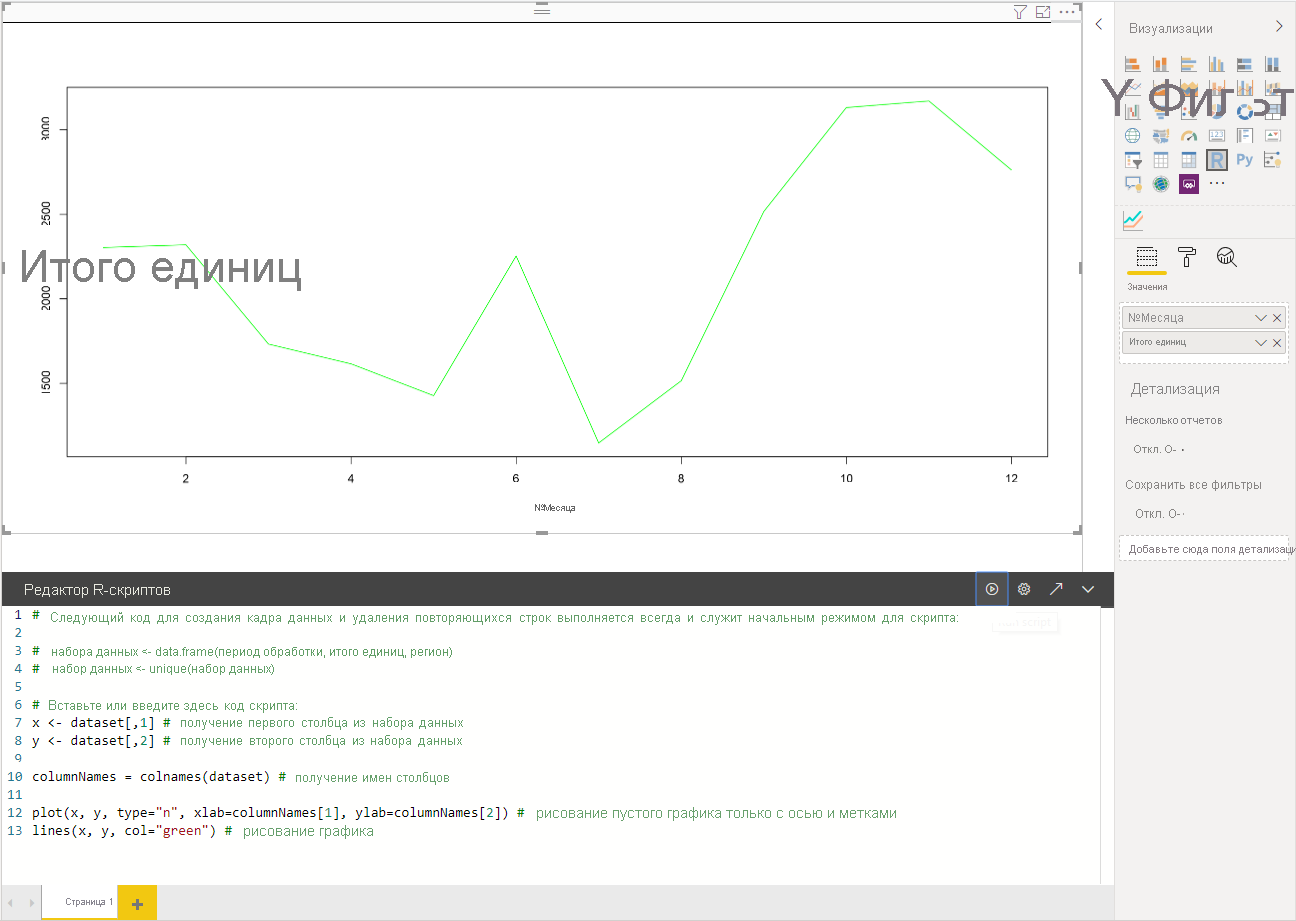 Визуализации
Y Фильт
3000
2500
Итого единиц
2000
1500
2 4 6 8 10 12
№Месяца
123
R
Py
Значения
№Месяца
Итого единиц
Детализация
Несколько отчетов
Откл. O-
Сохранить все фильтры
Откл. O-
Добавьте сюда поля детализаци
Редактор R-скриптов
1 # Следующий код для создания кадра данных и удаления повторяющихся строк выполняется всегда и служит начальным режимом для скрипта:
2
3 # набора данных <- data.frame(период обработки, итого единиц, регион)
4 # набор данных <- unique(набор данных)
5
6 # Вставьте или введите здесь код скрипта:
7 x <- dataset[,1] # получение первого столбца из набора данных
8 y <- dataset[,2] # получение второго столбца из набора данных
9
10 columnNames = colnames(dataset) # получение имен столбцов
11
12 plot(x, y, type="n", xlab=columnNames[1], ylab=columnNames[2]) # рисование пустого графика только с осью и метками
13 lines(x, y, col="green") # рисование графика
Страница 1